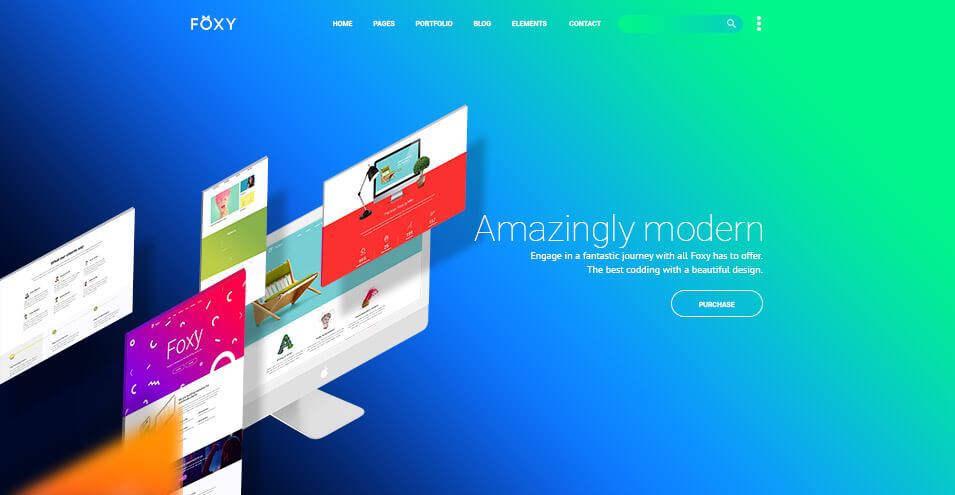 FOXY
HOME PAGES PORTFOLIO BLOG ELEMENTS CONTACT
Amazingly modern
Engage in a fantastic journey with all Foxy has to offer.
The best codding with a beautiful design.
PURCHASE
Foxy